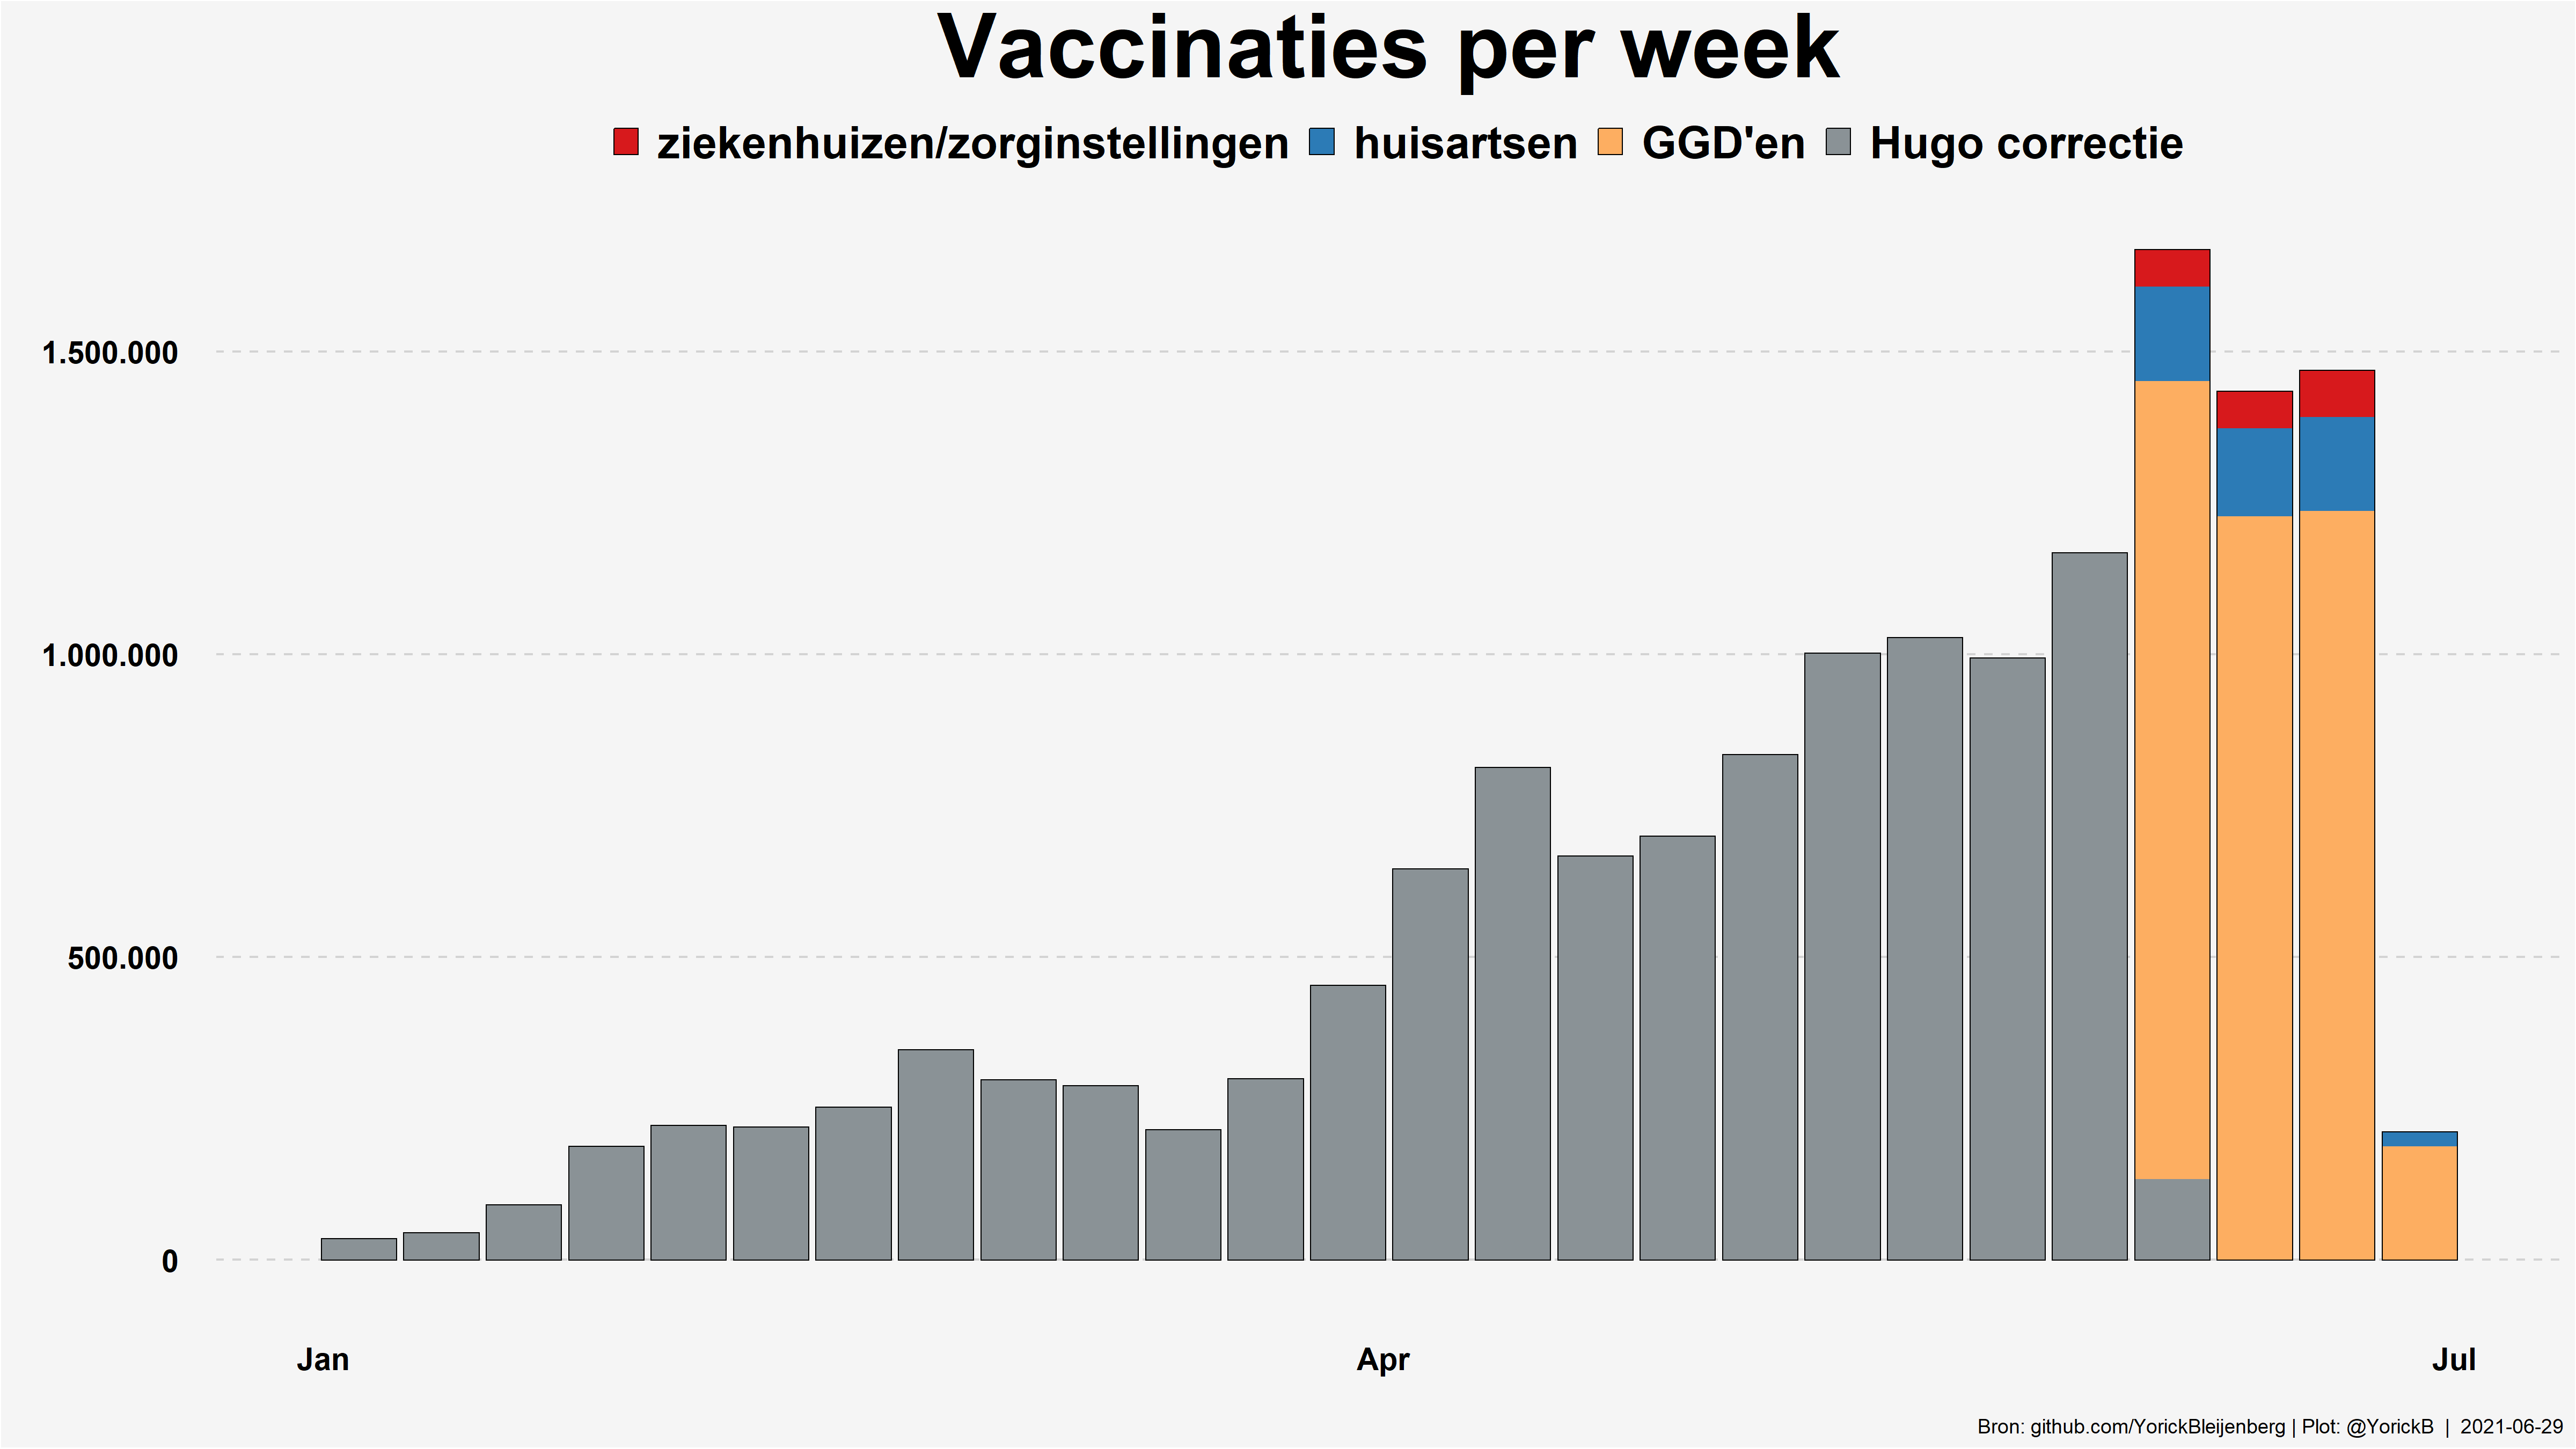 Vaccinaties per week
ziekenhuizen/zorginstellingen huisartsen GGD'en Hugo correctie
1.500.000
1.000.000
500.000
0
Jan Apr Jul
Bron: github.com/YorickBleijenberg | Plot: @YorickB | 2021-06-29